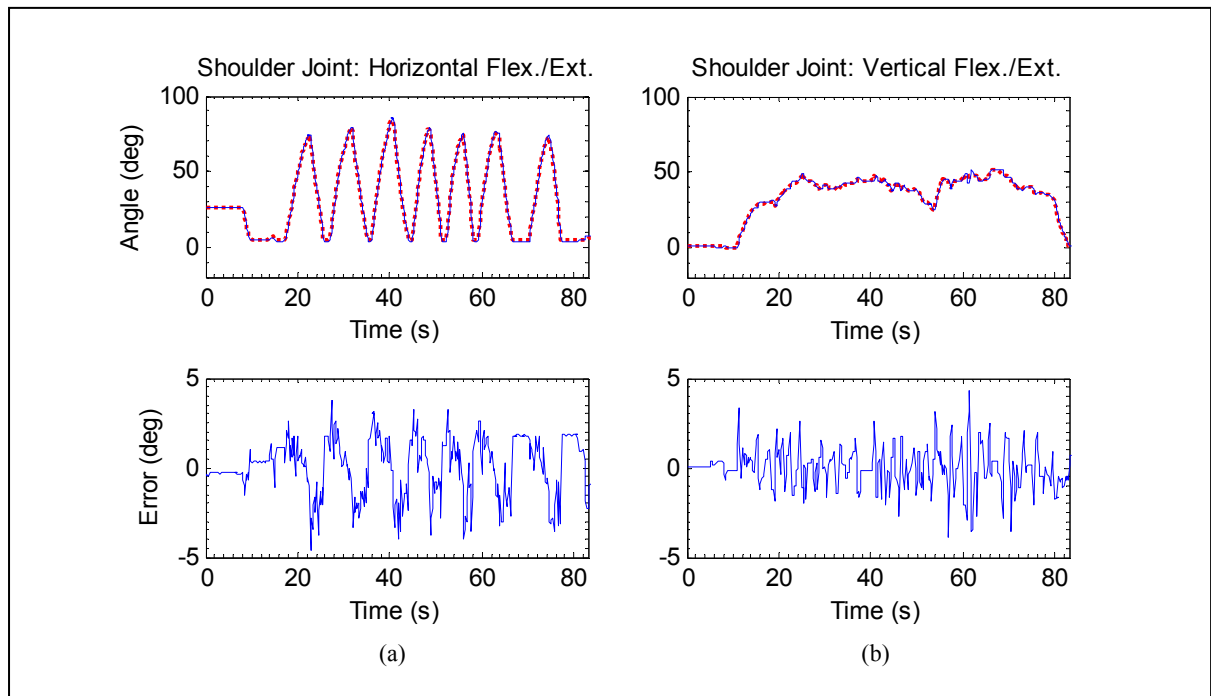 Shoulder Joint: Horizontal Flex./Ext.
100
50
0
Angle (deg)
0 20 40 60 80
Time (s)
5
0
-5
Error (deg)
0 20 40 60 80
Time (s)
(a)
Shoulder Joint: Vertical Flex./Ext.
100
50
0
0 20 40 60 80
Time (s)
5
0
-5
0 20 40 60 80
Time (s)
(b)